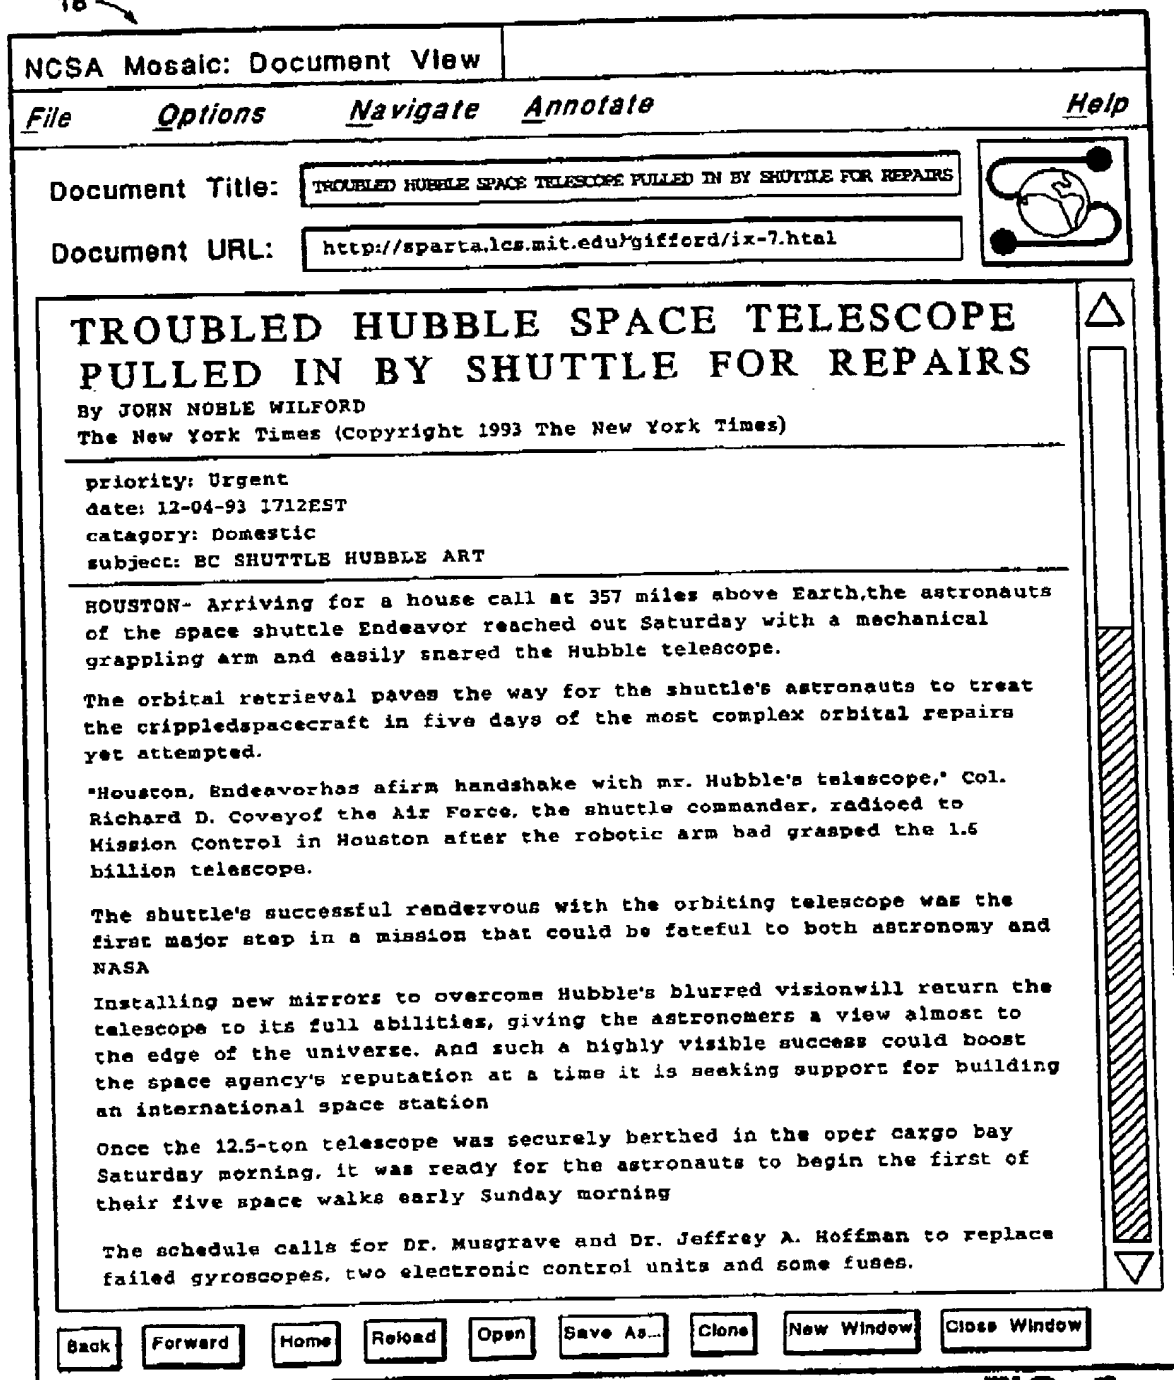 18
NCSA Mosaic: Document View
File Options Navigate Annotate Help
Document Title: TROUBLED HUBBLE SPACE TELESCOPE PULLED IN BY SHUTTLE FOR REPAIRS
Document URL: http://sparta.lcs.mit.edu/gifford/ix-7.html
TROUBLED HUBBLE SPACE TELESCOPE
PULLED IN BY SHUTTLE FOR REPAIRS
By JOHN NOBLE WILFORD
The New York Times (Copyright 1993 The New York Times)
priority: Urgent
date: 12-04-93 1712EST
catagory: Domestic
subject: BC SHUTTLE HUBBLE ART
HOUSTON- Arriving for a house call at 357 miles above Earth,the astronauts
of the space shuttle Endeavor reached out Saturday with a mechanical
grappling arm and easily snared the Hubble telescope.
The orbital retrieval paves the way for the shuttle's astronauts to treat
the crippledspacecraft in five days of the most complex orbital repairs
yet attempted.
"Houston, Endeavorhas afirm handshake with mr. Hubble's telescope," Col.
Richard D. Coveyof the Air Force, the shuttle commander, radioed to
Mission Control in Houston after the robotic arm had grasped the 1.6
billion telescope.
The shuttle's successful rendezvous with the orbiting telescope was the
first major step in a mission that could be fateful to both astronomy and
NASA
Installing new mirrors to overcome Hubble's blurred visionwill return the
telescope to its full abilities, giving the astronomers a view almost to
the edge of the universe. And such a highly visible success could boost
the space agency's reputation at a time it is seeking support for building
an international space station
Once the 12.5-ton telescope was securely berthed in the oper cargo bay
Saturday morning, it was ready for the astronauts to begin the first of
their five space walks early Sunday morning
The schedule calls for Dr. Musgrave and Dr. Jeffrey A. Hoffman to replace
failed gyroscopes, two electronic control units and some fuses.
Back Forward Home Reload Open Save As... Clone New Window Close Window